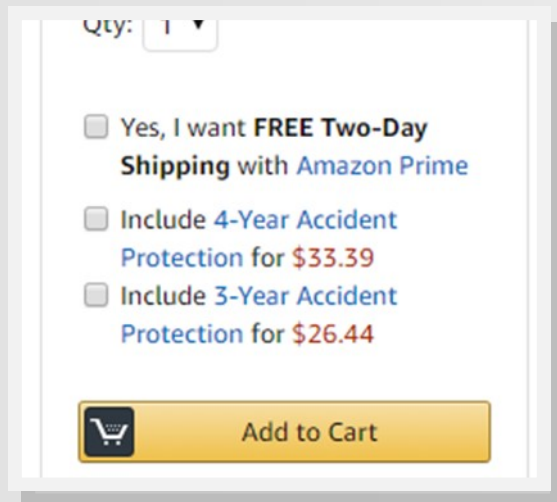 Qty: 1
Yes, I want FREE Two-Day
Shipping with Amazon Prime
Include 4-Year Accident
Protection for $33.39
Include 3-Year Accident
Protection for $26.44
Add to Cart